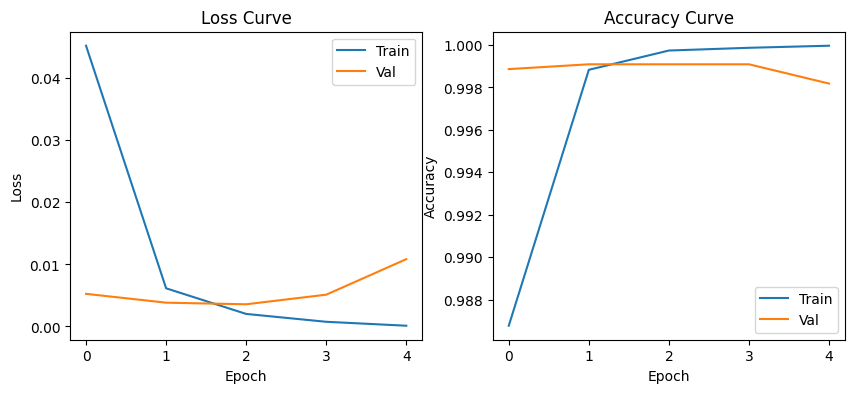 Loss Curve
0.04
0.03
0.02
0.01
0.00
Loss
Train
Val
0 1 2 3 4
Epoch
Accuracy Curve
1.000
0.998
0.996
0.994
0.992
0.990
0.988
Accuracy
Train
Val
0 1 2 3 4
Epoch